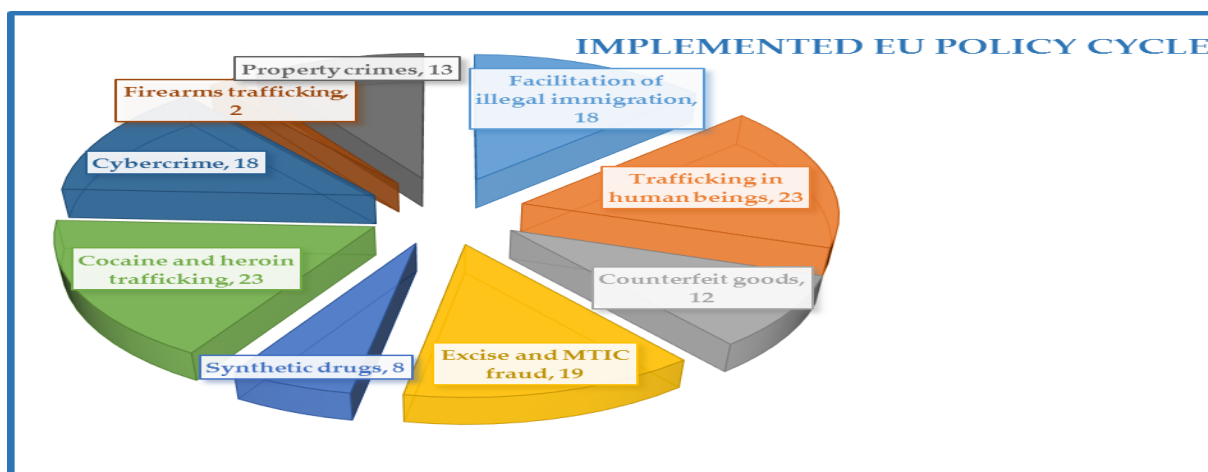 IMPLEMENTED EU POLICY CYCLE
Property crimes, 13
Facilitation of
illegal immigration,
18
Firearms trafficking,
2
Cybercrime, 18
Trafficking in
human beings, 23
Cocaine and heroin
trafficking, 23
Counterfeit goods,
12
Synthetic drugs, 8
Excise and MTIC
fraud, 19